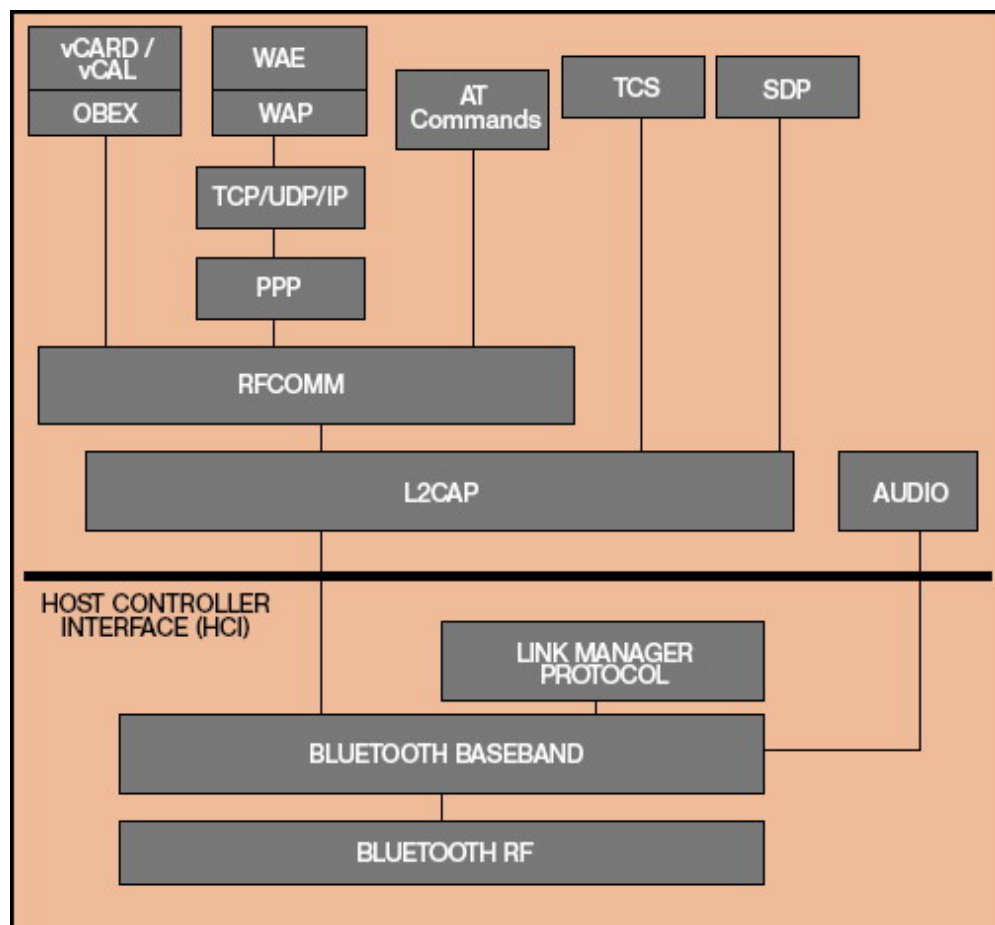 vCARD /
vCAL
OBEX
WAE
WAP
AT
Commands
TCS
SDP
TCP/UDP/IP
PPP
RFCOMM
L2CAP
AUDIO
HOST CONTROLLER
INTERFACE (HCI)
LINK MANAGER
PROTOCOL
BLUETOOTH BASEBAND
BLUETOOTH RF